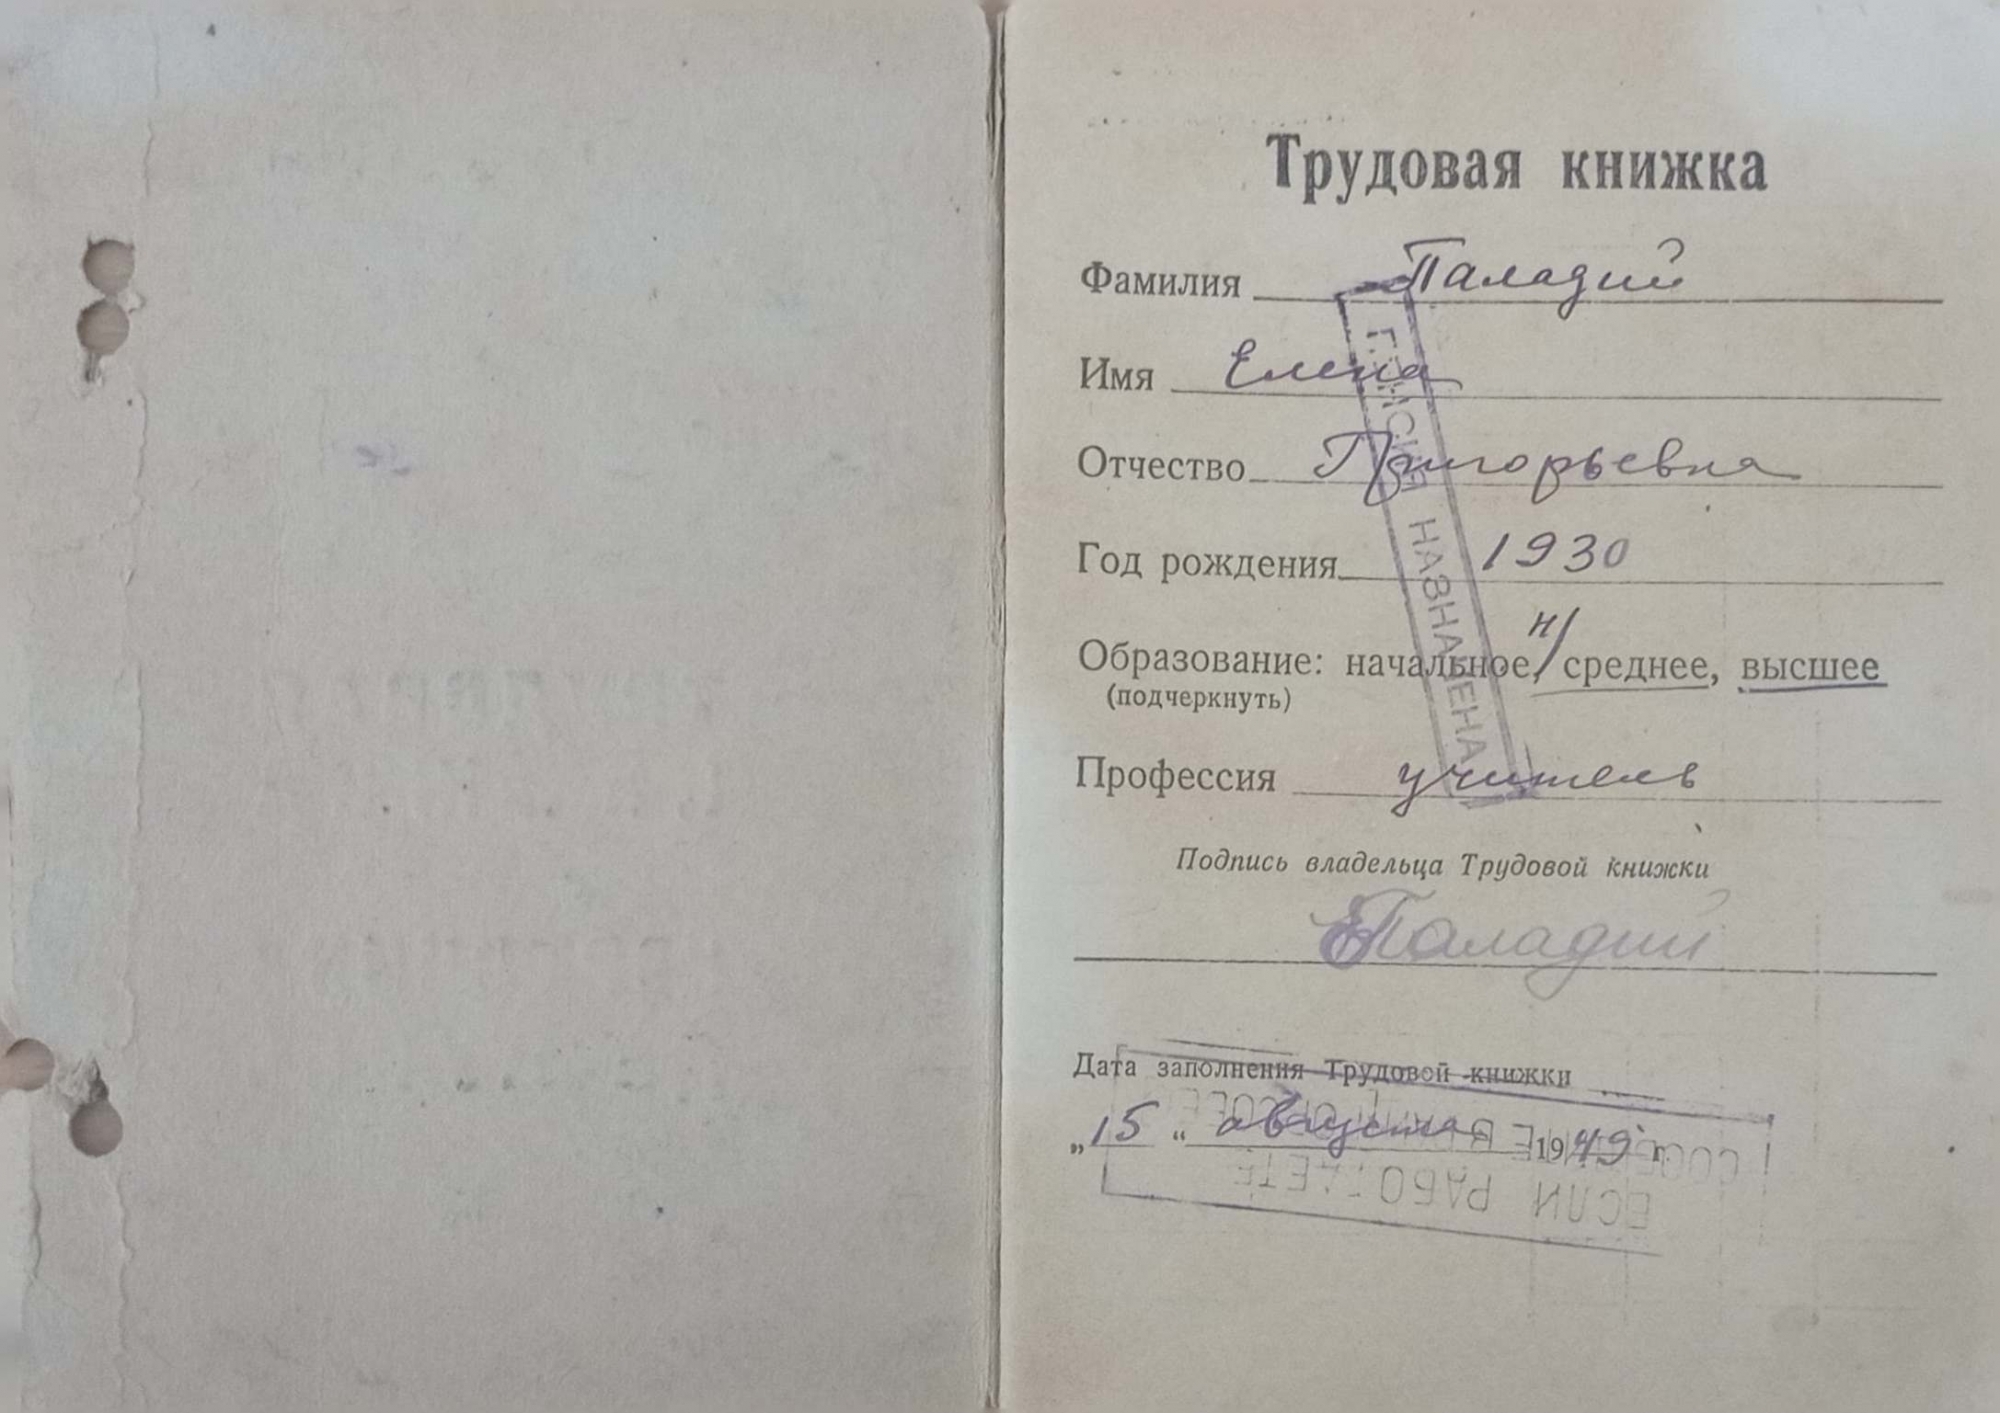 Трудовая книжка
Фамилия Паладий
Имя Елена
Отчество Григорьевна
Год рождения 1930
Образование: начальное, н/среднее, высшее
(подчеркнуть)
Профессия учитель
ПЕНСИЯ НАЗНАЧЕНА
Подпись владельца Трудовой книжки
ЕПаладий
Дата заполнения Трудовой книжки
„15“ августа 1949 г.
ЕСЛИ РАБОТАЕТЕ